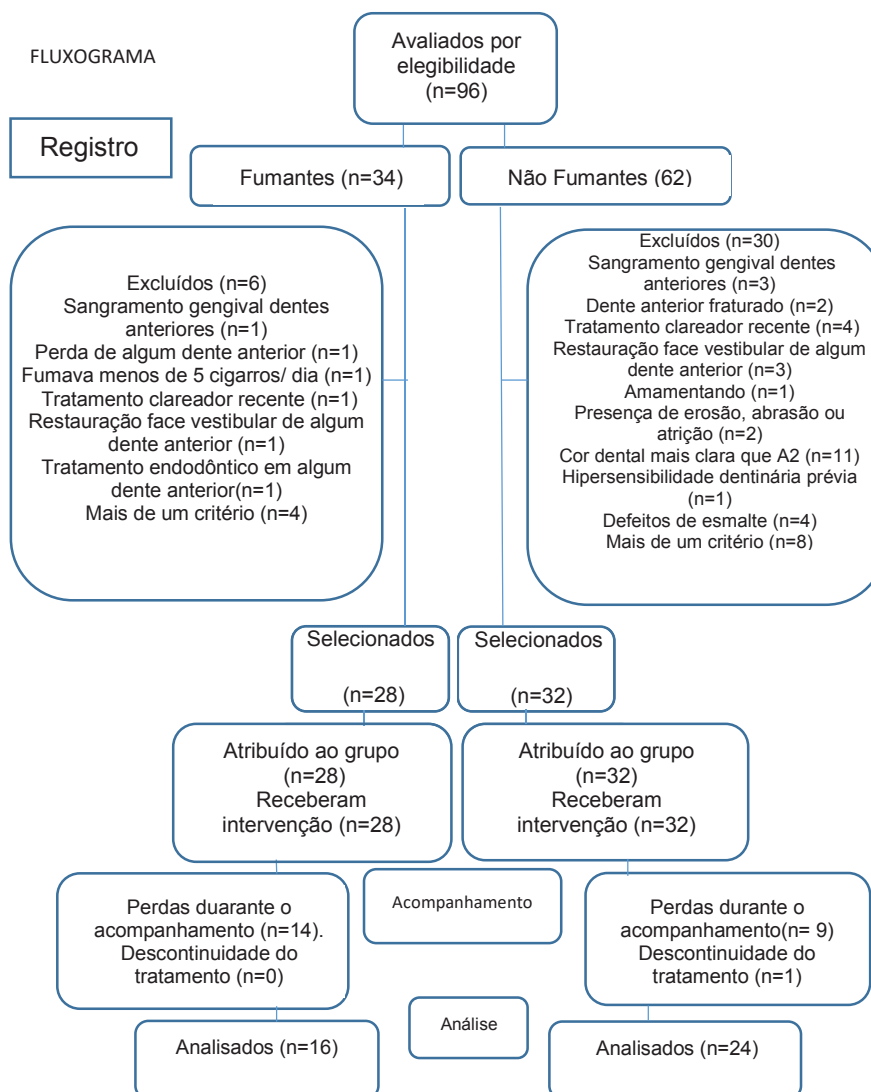 FLUXOGRAMA
Avaliados por
elegibilidade
(n=96)
Registro
Fumantes (n=34)
Não Fumantes (62)
Excluídos (n=6)
Sangramento gengival dentes
anteriores (n=1)
Perda de algum dente anterior (n=1)
Fumava menos de 5 cigarros/ dia (n=1)
Tratamento clareador recente (n=1)
Restauração face vestibular de algum
dente anterior (n=1)
Tratamento endodôntico em algum
dente anterior(n=1)
Mais de um critério (n=4)
Excluídos (n=30)
Sangramento gengival dentes
anteriores (n=3)
Dente anterior fraturado (n=2)
Tratamento clareador recente (n=4)
Restauração face vestibular de algum
dente anterior (n=3)
Amamentando (n=1)
Presença de erosão, abrasão ou
atrição (n=2)
Cor dental mais clara que A2 (n=11)
Hipersensibilidade dentinária prévia
(n=1)
Defeitos de esmalte (n=4)
Mais de um critério (n=8)
Selecionados
(n=28)
Selecionados
(n=32)
Atribuído ao grupo
(n=28)
Receberam
intervenção (n=28)
Atribuído ao grupo
(n=32)
Receberam
intervenção (n=32)
Perdas duarante o
acompanhamento (n=14).
Descontinuidade do
tratamento (n=0)
Acompanhamento
Perdas durante o
acompanhamento(n= 9)
Descontinuidade do
tratamento (n=1)
Analisados (n=16)
Análise
Analisados (n=24)